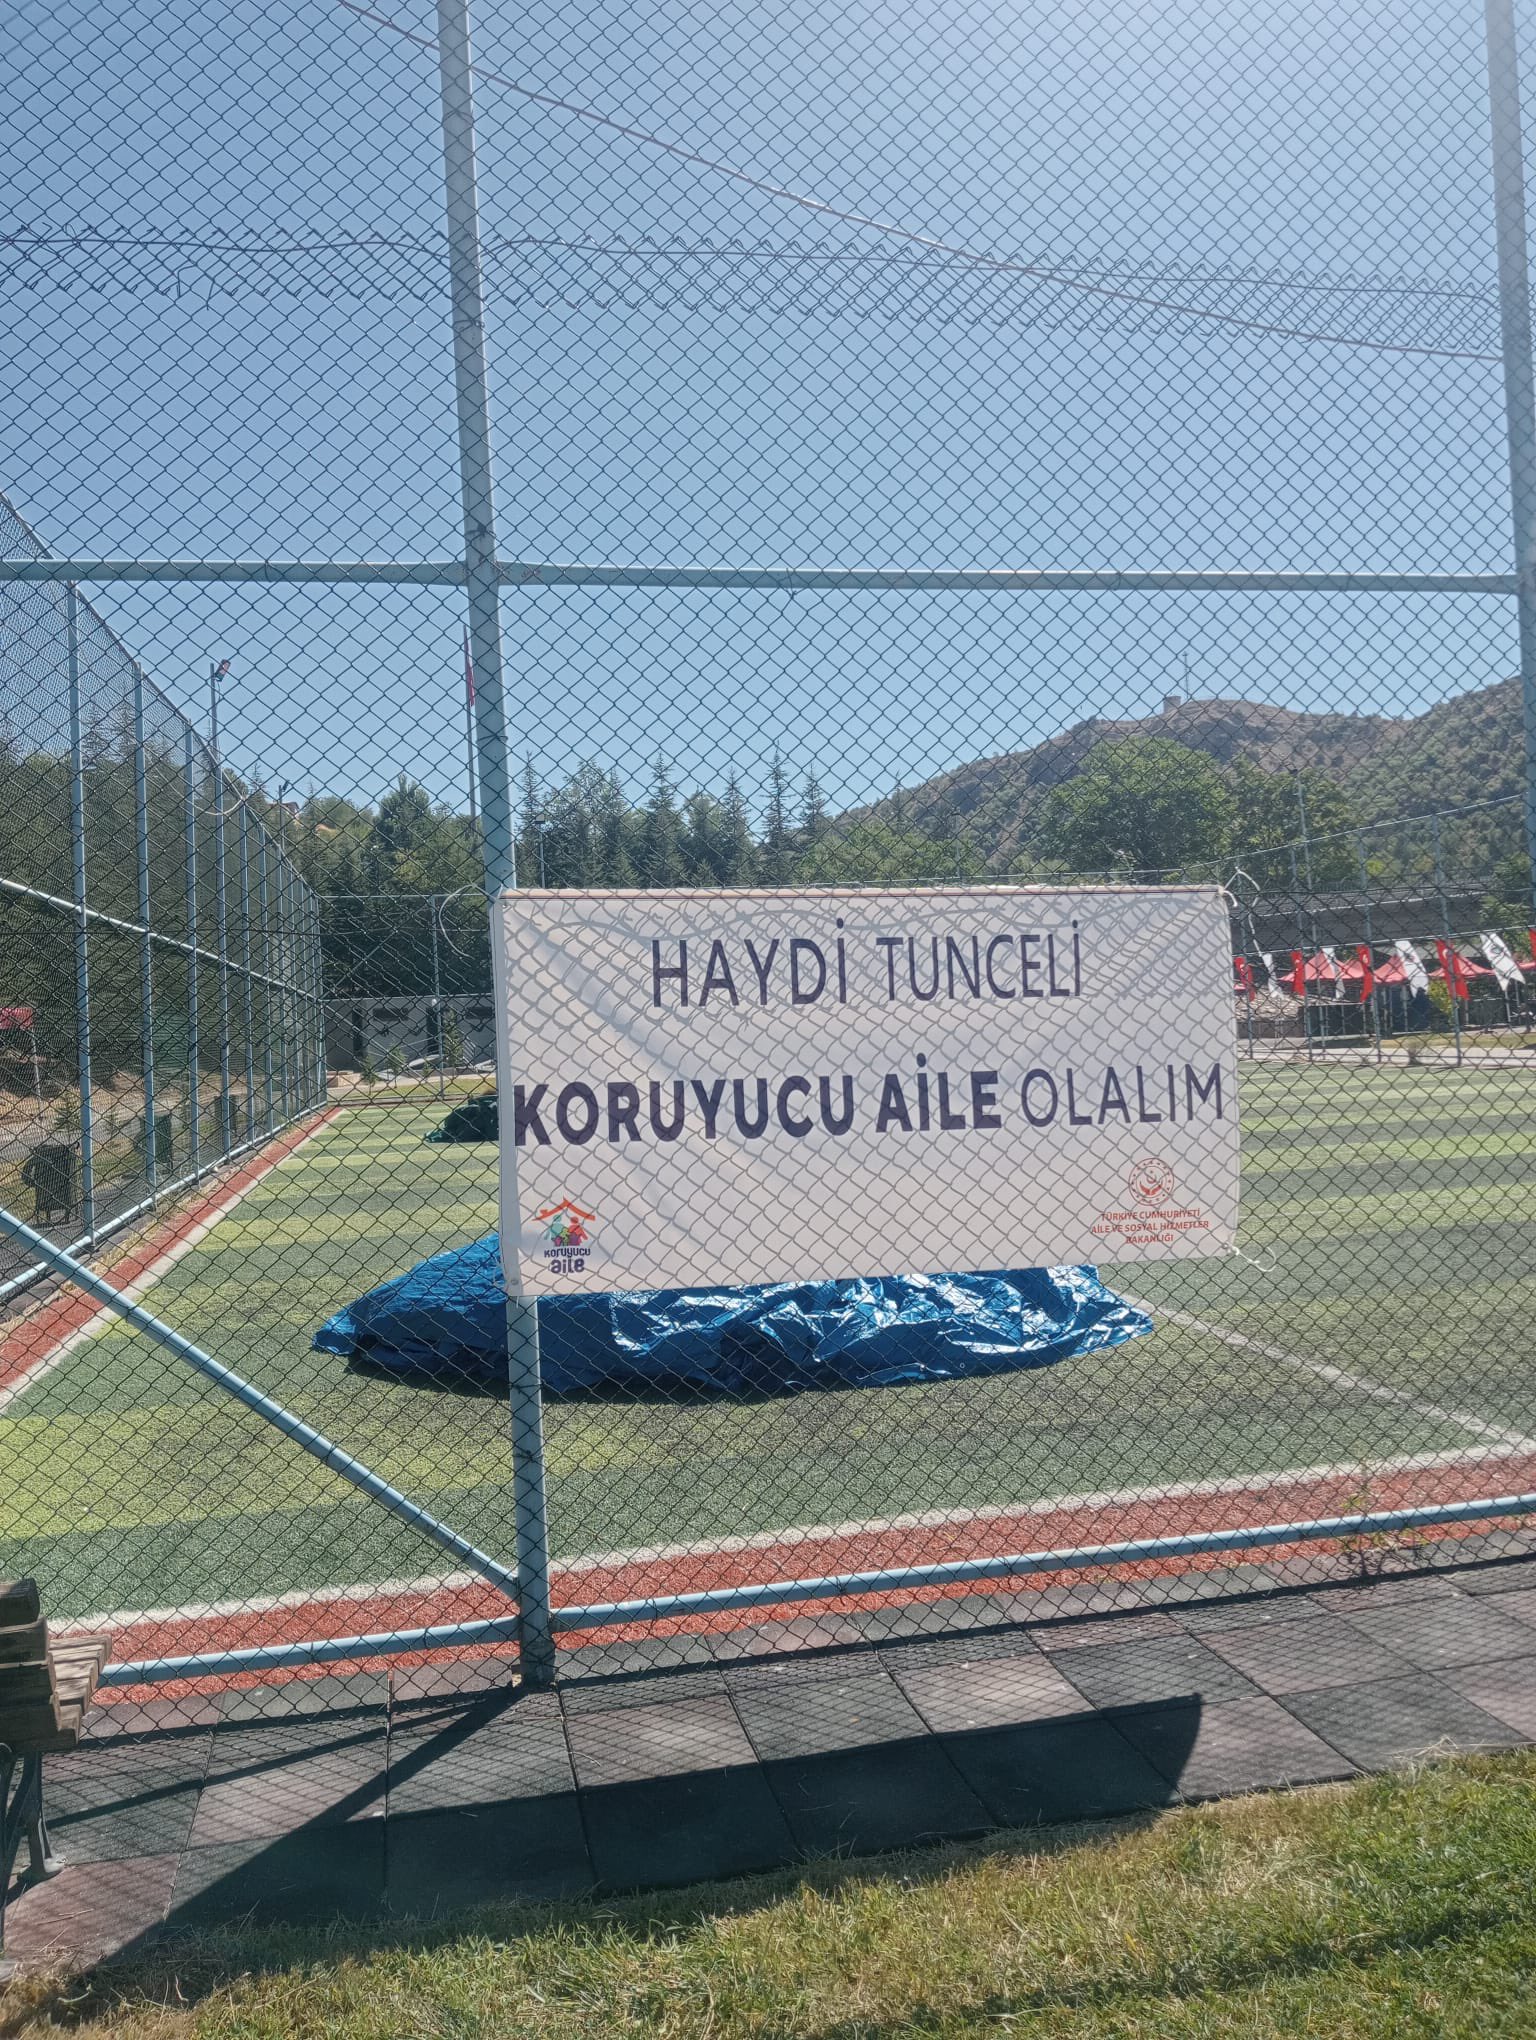 HAYDİ TUNCELİ
KORUYUCU AİLE OLALIM
KORUYUCU
aile
TÜRKİYE CUMHURİYETİ
AİLE VE SOSYAL HİZMETLER
BAKANLIĞI